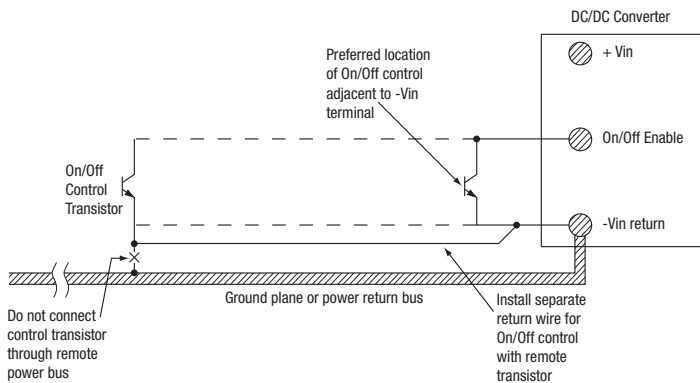 DC/DC Converter
+ Vin
Preferred location
of On/Off control
adjacent to -Vin
terminal
On/Off Enable
On/Off
Control
Transistor
-Vin return
Ground plane or power return bus
Do not connect
control transistor
through remote
power bus
Install separate
return wire for
On/Off control
with remote
transistor